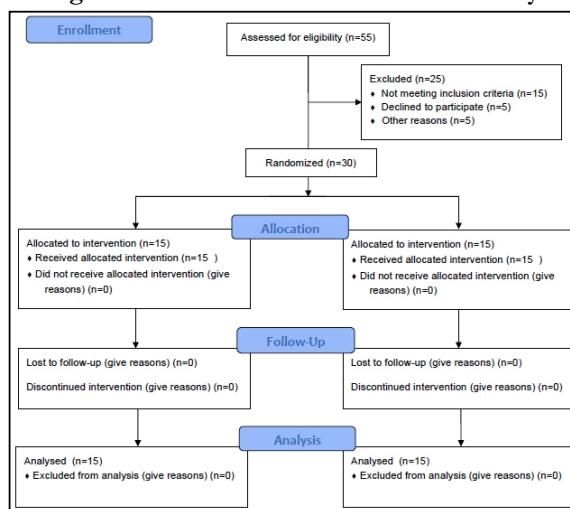 Enrollment
Assessed for eligibility (n=55)
Excluded (n=25)
♦ Not meeting inclusion criteria (n=15)
♦ Declined to participate (n=5)
♦ Other reasons (n=5)
Randomized (n=30)
Allocation
Allocated to intervention (n=15)
♦ Received allocated intervention (n=15 )
♦ Did not receive allocated intervention (give
reasons) (n=0)
Allocated to intervention (n=15)
♦ Received allocated intervention (n=15 )
♦ Did not receive allocated intervention (give
reasons) (n=0)
Follow-Up
Lost to follow-up (give reasons) (n=0)
Discontinued intervention (give reasons) (n=0)
Lost to follow-up (give reasons) (n=0)
Discontinued intervention (give reasons) (n=0)
Analysis
Analysed (n=15)
♦ Excluded from analysis (give reasons) (n=0)
Analysed (n=15)
♦ Excluded from analysis (give reasons) (n=0)